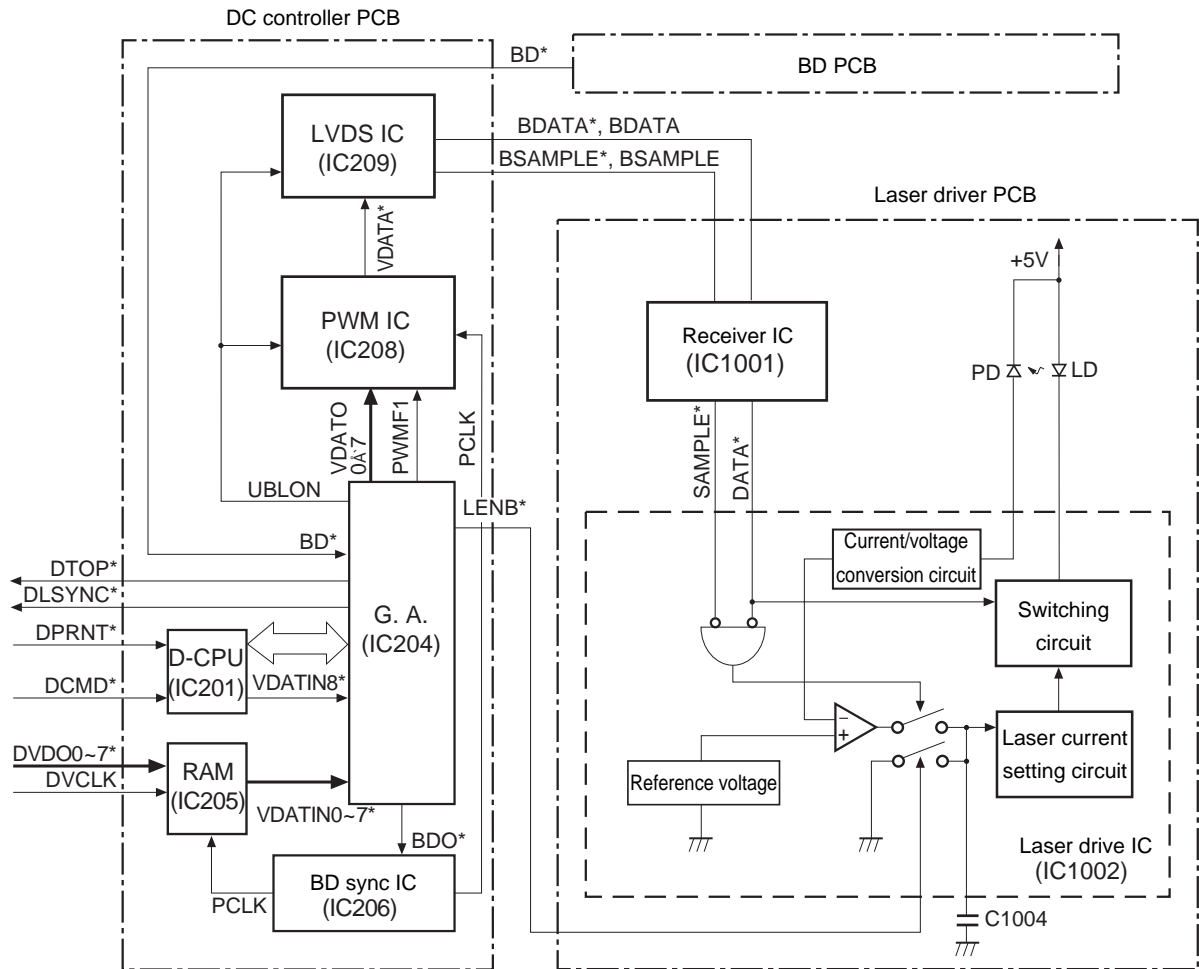 DC controller PCB
BD*
BD PCB
LVDS IC
(IC209)
BDATA*, BDATA
BSAMPLE*, BSAMPLE
VDATA*
Laser driver PCB
+5V
PWM IC
(IC208)
Receiver IC
(IC1001)
PD
LD
VDATO
0Å`7
PWMF1
PCLK
SAMPLE*
DATA*
UBLON
LENB*
BD*
DTOP*
DLSYNC*
G. A.
(IC204)
Current/voltage
conversion circuit
Switching
circuit
DPRNT*
D-CPU
(IC201)
DCMD*
VDATIN8*
−
+
Laser current
setting circuit
DVDO0~7*
DVCLK
RAM
(IC205)
VDATIN0~7*
Reference voltage
BDO*
Laser drive IC
(IC1002)
PCLK
BD sync IC
(IC206)
C1004